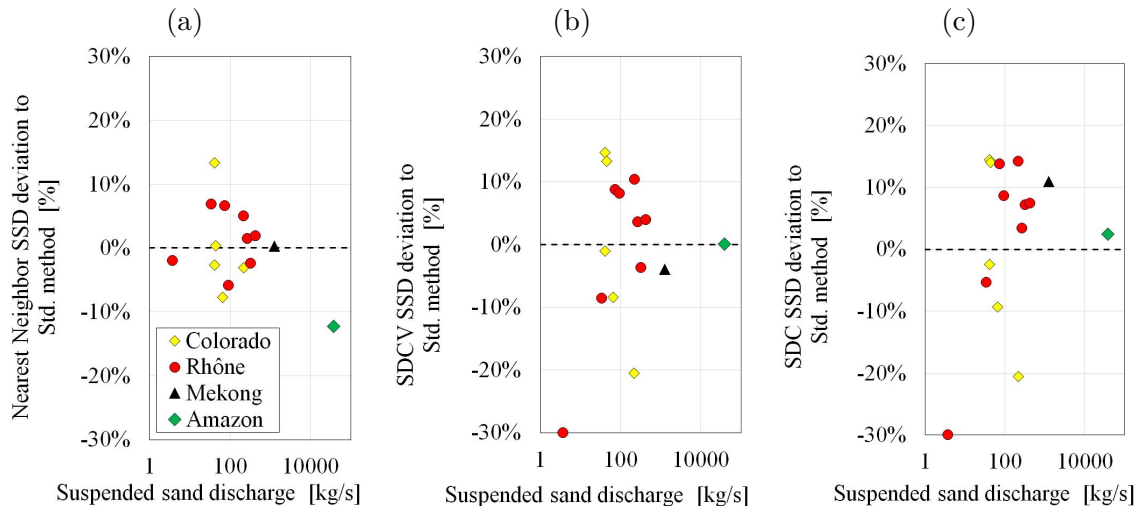 (a)
30%
20%
10%
0%
-10%
-20%
-30%
Nearest Neighbor SSD deviation to
Std. method [%]
Colorado
Rhône
Mekong
Amazon
1
100
10000
Suspended sand discharge [kg/s]
(b)
30%
20%
10%
0%
-10%
-20%
-30%
SDCV SSD deviation to
Std. method [%]
1
100
10000
Suspended sand discharge [kg/s]
(c)
30%
20%
10%
0%
-10%
-20%
-30%
SDC SSD deviation to
Std. method [%]
1
100
10000
Suspended sand discharge [kg/s]